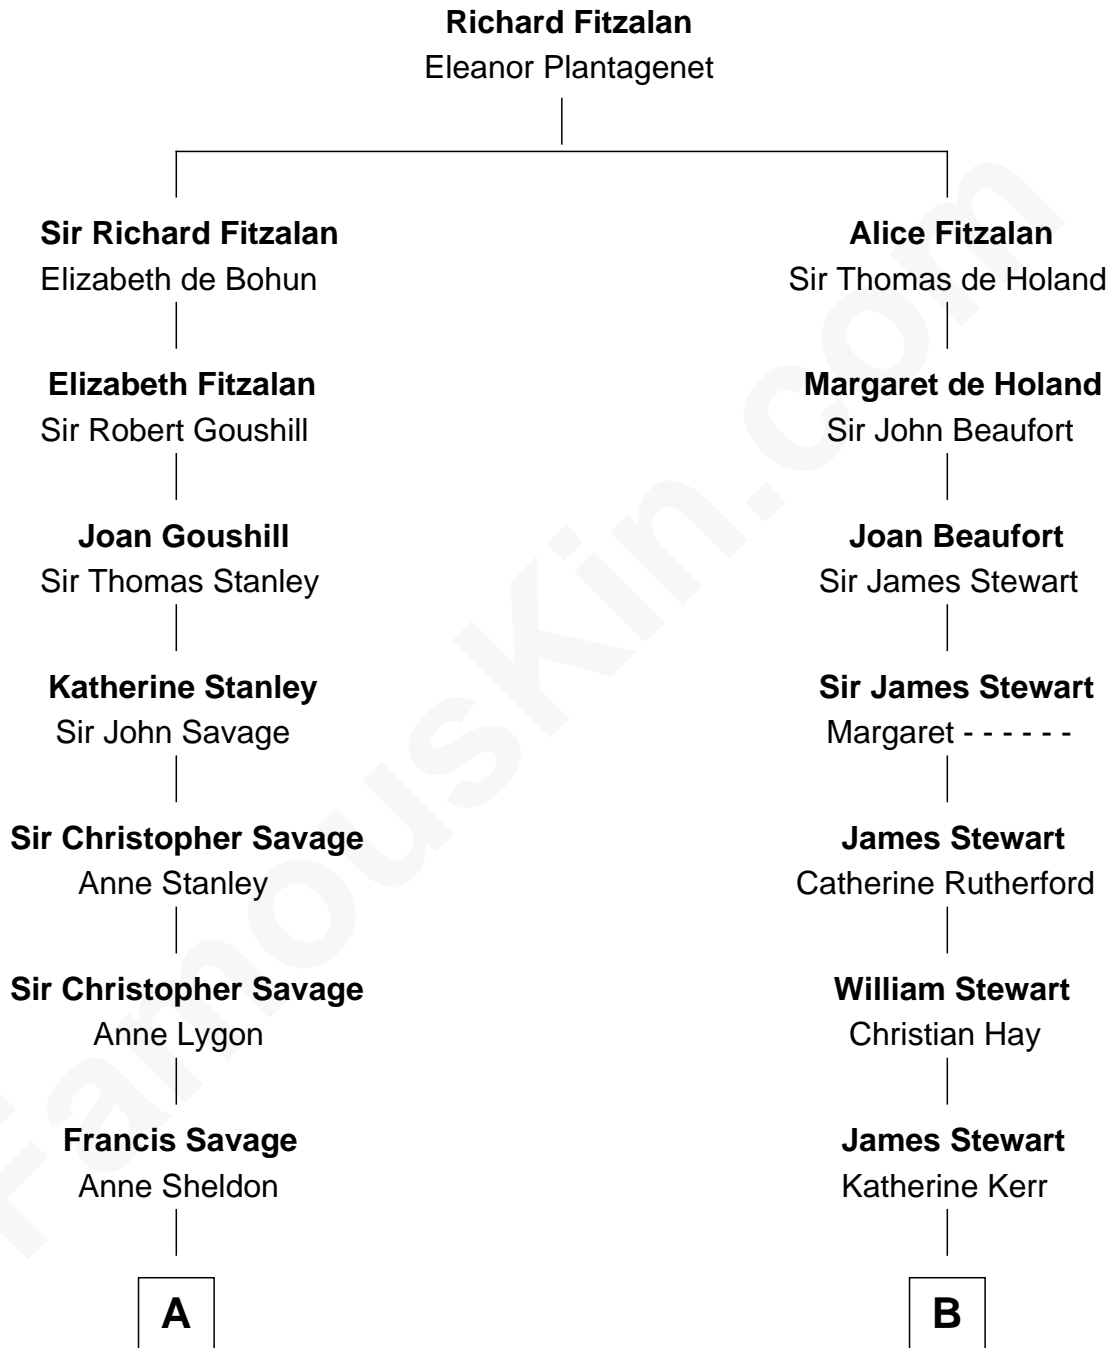 Richard Fitzalan
Eleanor Plantagenet
Sir Richard Fitzalan
Elizabeth de Bohun
Alice Fitzalan
Sir Thomas de Holand
Elizabeth Fitzalan
Sir Robert Goushill
Margaret de Holand
Sir John Beaufort
Joan Goushill
Sir Thomas Stanley
Joan Beaufort
Sir James Stewart
Katherine Stanley
Sir John Savage
Sir James Stewart
Margaret - - - - - -
Sir Christopher Savage
Anne Stanley
James Stewart
Catherine Rutherford
Sir Christopher Savage
Anne Lygon
William Stewart
Christian Hay
Francis Savage
Anne Sheldon
James Stewart
Katherine Kerr
A
B
FamousKin.com